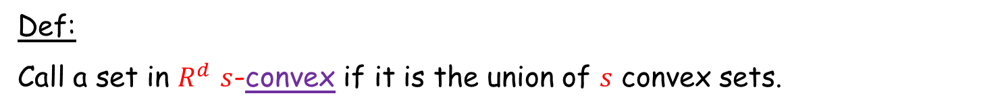 Def:
Call a set in $R^d$ $s$-convex if it is the union of $s$ convex sets.